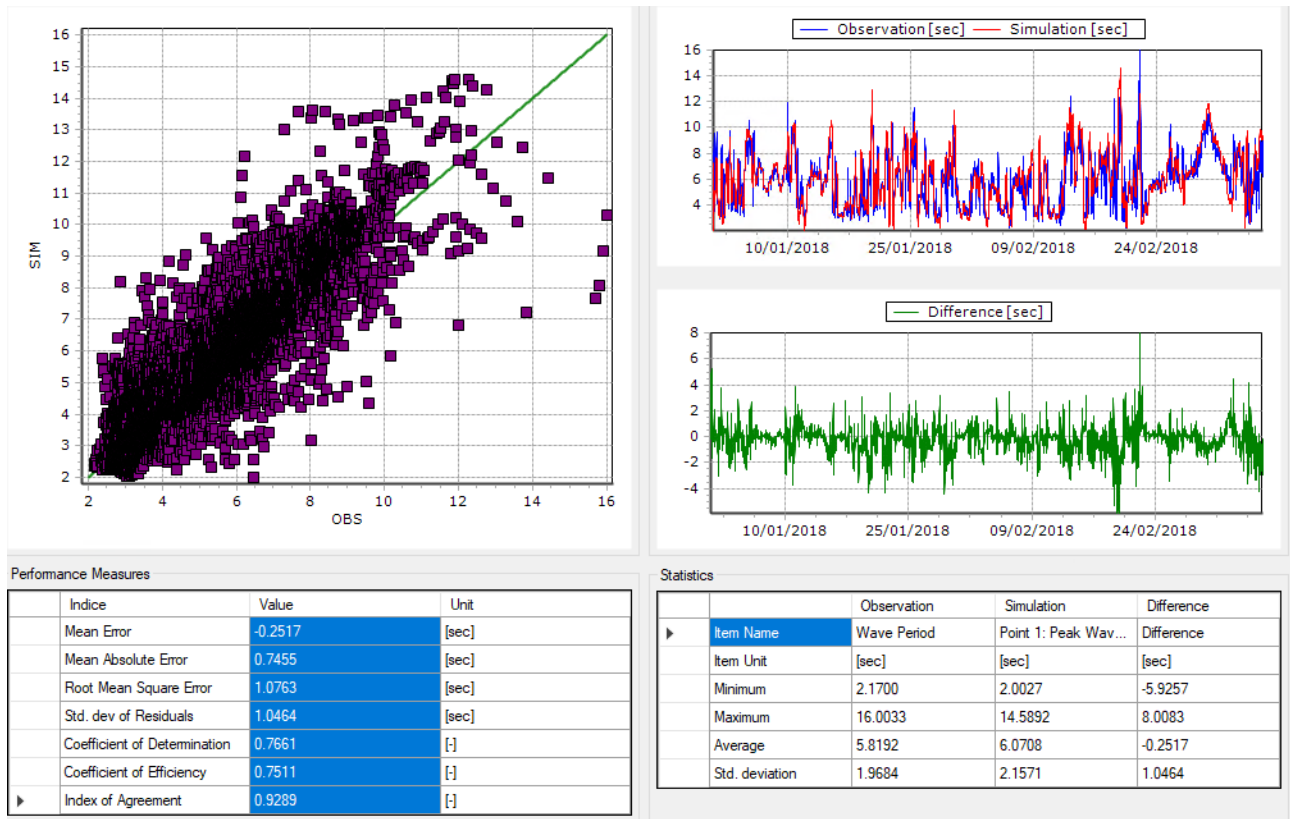 16
15
14
13
12
11
10
9
8
7
6
5
4
3
2
SIM
2 4 6 8 10 12 14 16
OBS
Observation [sec] Simulation [sec]
16
14
12
10
8
6
4
10/01/2018 25/01/2018 09/02/2018 24/02/2018
Difference [sec]
8
6
4
2
0
-2
-4
10/01/2018 25/01/2018 09/02/2018 24/02/2018
Performance Measures
Indice Value Unit
Mean Error -0.2517 [sec]
Mean Absolute Error 0.7455 [sec]
Root Mean Square Error 1.0763 [sec]
Std. dev of Residuals 1.0464 [sec]
Coefficient of Determination 0.7661 [-]
Coefficient of Efficiency 0.7511 [-]
Index of Agreement 0.9289 [-]
Statistics
Observation Simulation Difference
Item Name Wave Period Point 1: Peak Wav... Difference
Item Unit [sec] [sec] [sec]
Minimum 2.1700 2.0027 -5.9257
Maximum 16.0033 14.5892 8.0083
Average 5.8192 6.0708 -0.2517
Std. deviation 1.9684 2.1571 1.0464